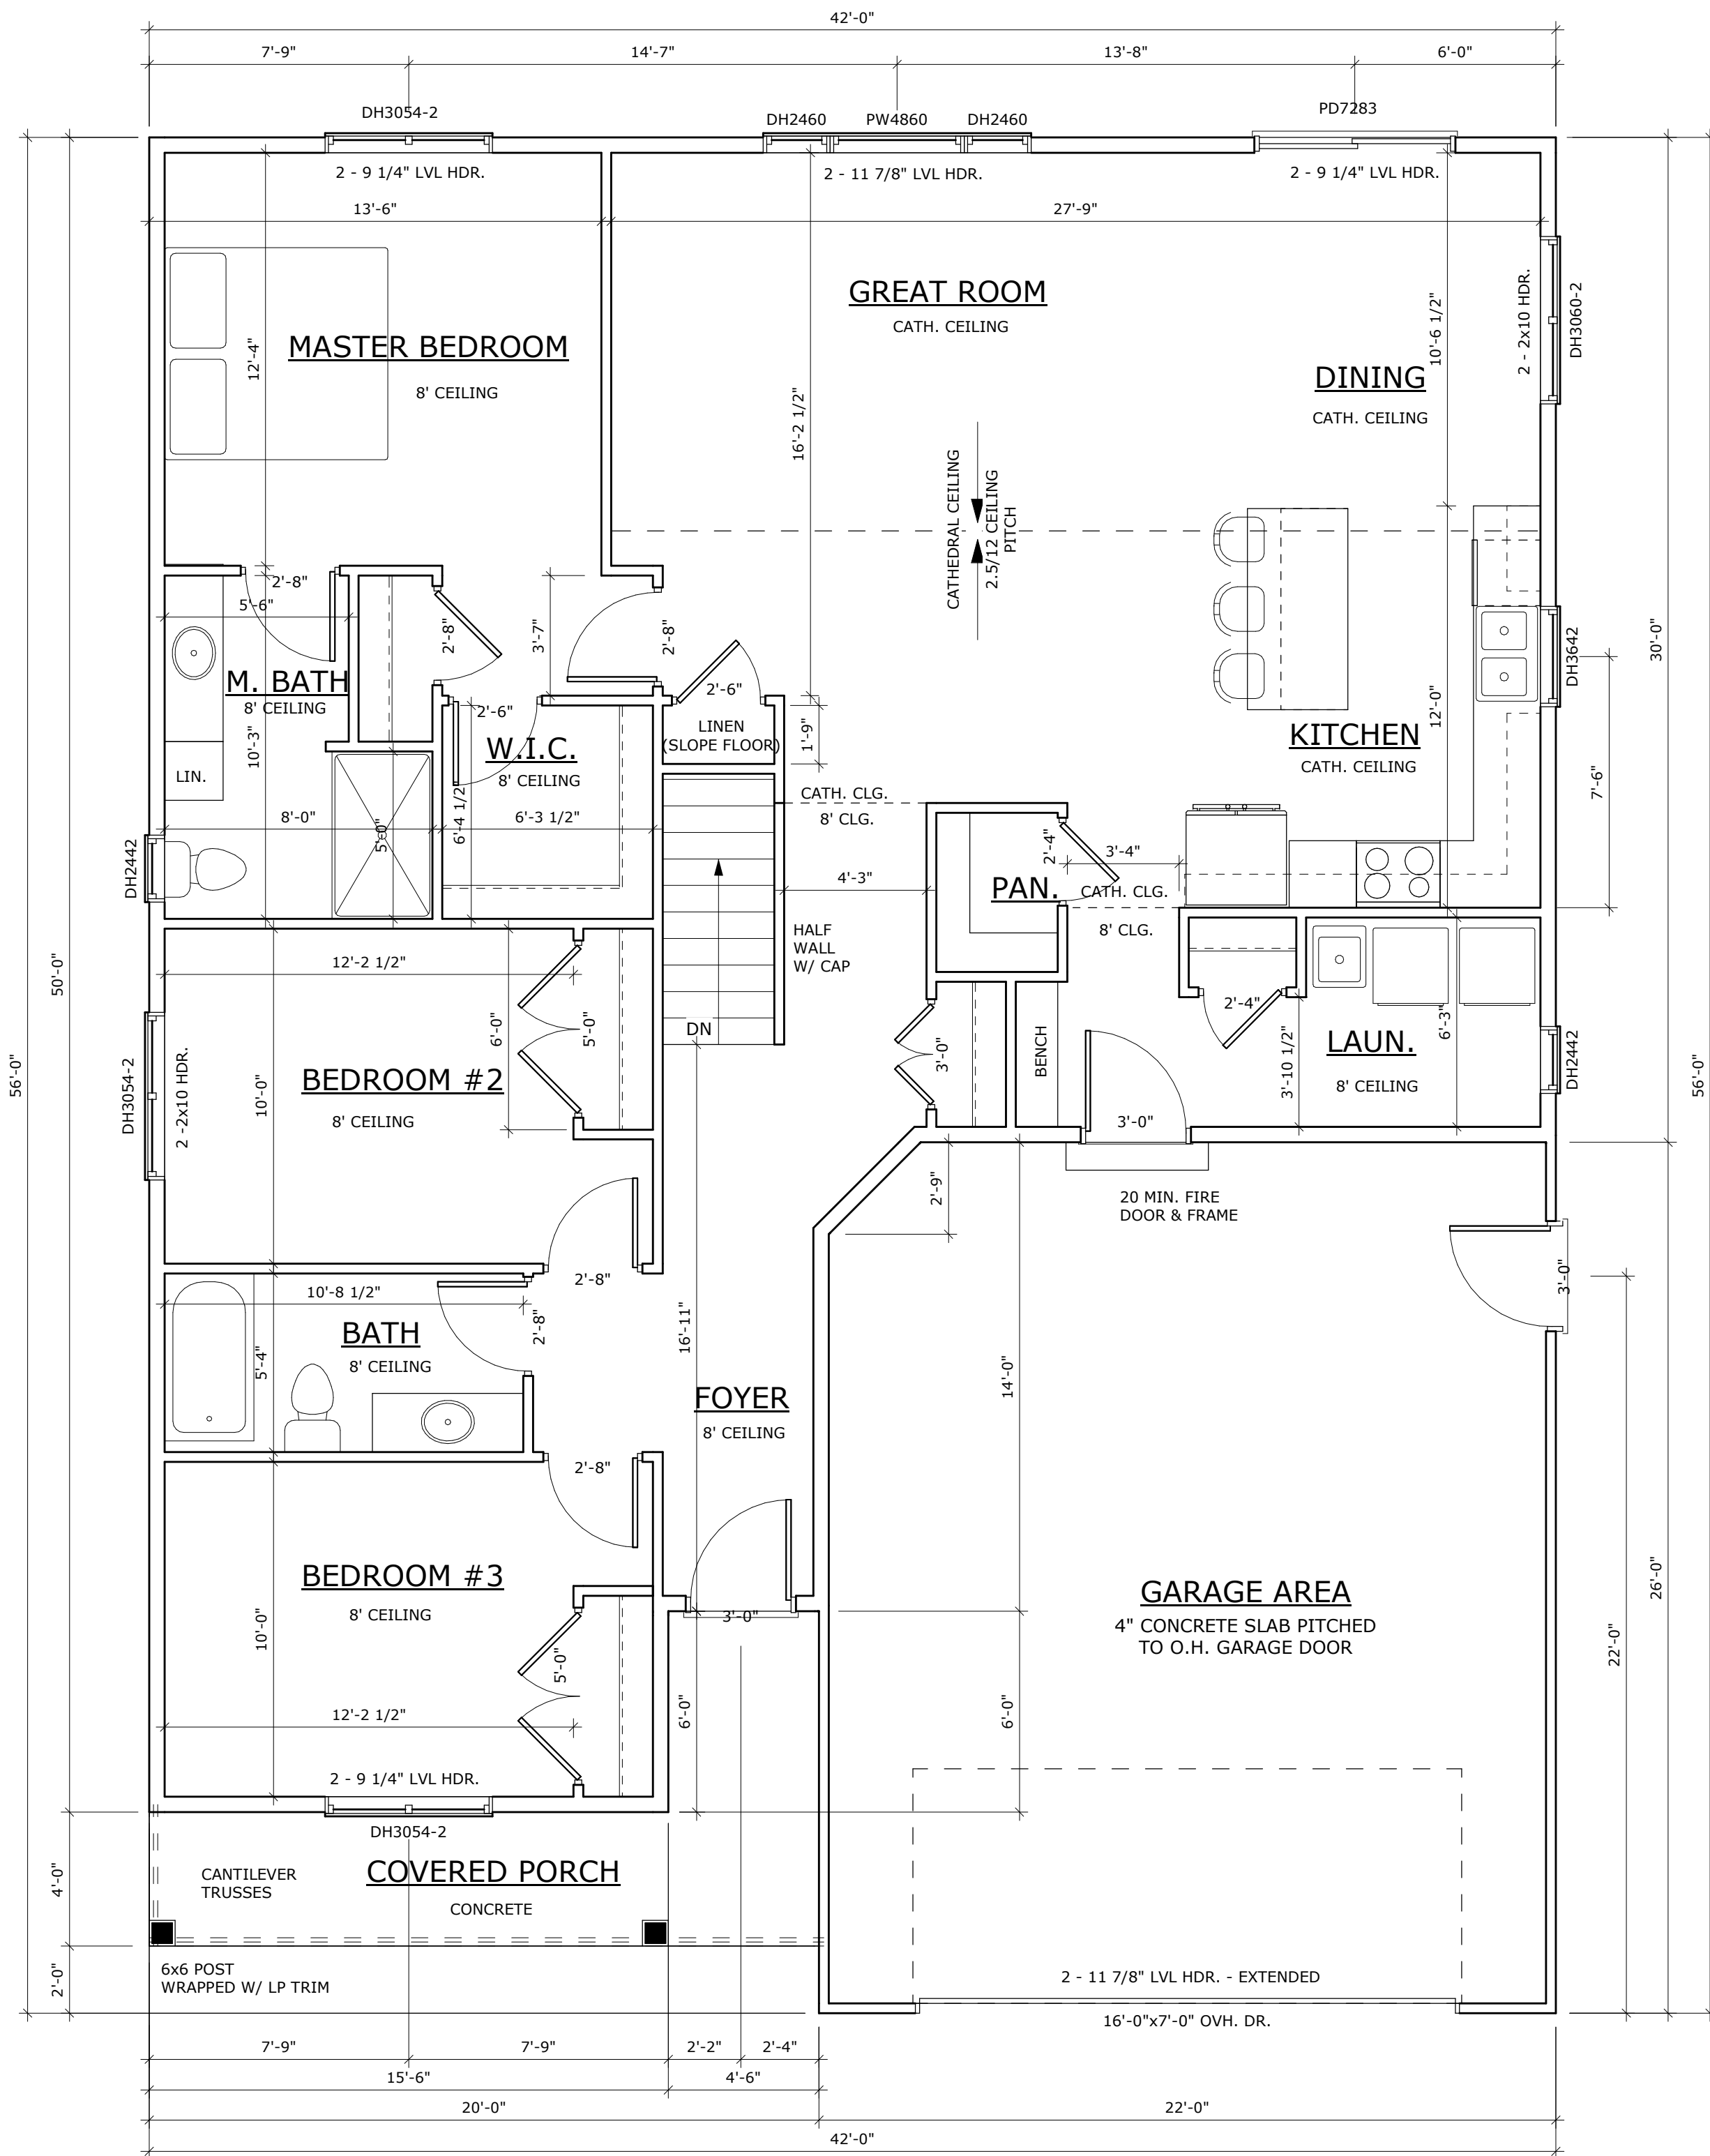 42'-0"
7'-9"
14'-7"
13'-8"
6'-0"
DH3054-2
DH2460
PW4860
DH2460
PD7283
2 - 9 1/4" LVL HDR.
2 - 11 7/8" LVL HDR.
2 - 9 1/4" LVL HDR.
13'-6"
27'-9"
GREAT ROOM
CATH. CEILING
MASTER BEDROOM
8' CEILING
12'-4"
16'-2 1/2"
10'-6 1/2"
2 - 2x10 HDR.
DH3060-2
DINING
CATH. CEILING
CATHEDRAL CEILING
2.5/12 CEILING
PITCH
2'-8"
5'-6"
2'-8"
3'-7"
2'-8"
2'-6"
M. BATH
8' CEILING
10'-3"
LIN.
2'-6"
W.I.C.
8' CEILING
LINEN
(SLOPE FLOOR)
1'-9"
8'-0"
5'-0"
6'-4 1/2"
6'-3 1/2"
CATH. CLG.
8' CLG.
4'-3"
KITCHEN
CATH. CEILING
12'-0"
DH3642
7'-6"
30'-0"
2'-4"
3'-4"
PAN.
CATH. CLG.
8' CLG.
DH2442
HALF
WALL
W/ CAP
DN
12'-2 1/2"
6'-0"
5'-0"
BEDROOM #2
8' CEILING
10'-0"
DH3054-2
2 -2x10 HDR.
50'-0"
56'-0"
3'-0"
BENCH
2'-4"
3'-10 1/2"
6'-3"
LAUN.
8' CEILING
DH2442
56'-0"
3'-0"
20 MIN. FIRE
DOOR & FRAME
2'-9"
3'-0"
2'-8"
10'-8 1/2"
2'-8"
BATH
8' CEILING
5'-4"
16'-11"
14'-0"
FOYER
8' CEILING
2'-8"
BEDROOM #3
8' CEILING
10'-0"
5'-0"
12'-2 1/2"
3'-0"
6'-0"
6'-0"
GARAGE AREA
4" CONCRETE SLAB PITCHED
TO O.H. GARAGE DOOR
22'-0"
26'-0"
2 - 9 1/4" LVL HDR.
DH3054-2
4'-0"
CANTILEVER
TRUSSES
COVERED PORCH
CONCRETE
2'-0"
6x6 POST
WRAPPED W/ LP TRIM
2 - 11 7/8" LVL HDR. - EXTENDED
16'-0"x7'-0" OVH. DR.
7'-9"
7'-9"
2'-2"
2'-4"
15'-6"
4'-6"
20'-0"
22'-0"
42'-0"